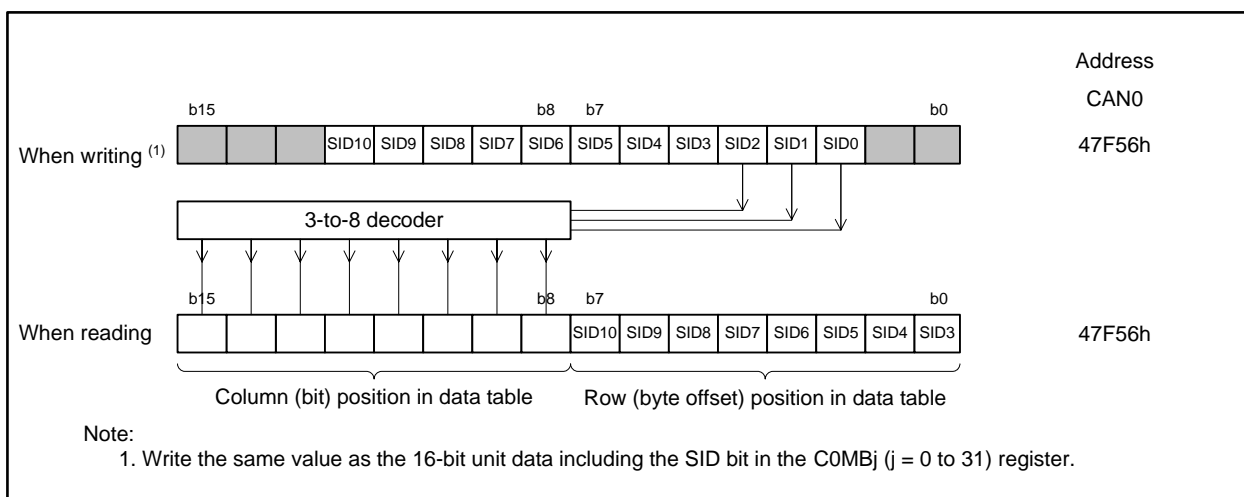 Address
CAN0
b15 b8 b7 b0
When writing (1) SID10 SID9 SID8 SID7 SID6 SID5 SID4 SID3 SID2 SID1 SID0 47F56h
3-to-8 decoder
b15 b8 b7 b0
When reading SID10 SID9 SID8 SID7 SID6 SID5 SID4 SID3 47F56h
Column (bit) position in data table Row (byte offset) position in data table
Note:
1. Write the same value as the 16-bit unit data including the SID bit in the C0MBj (j = 0 to 31) register.